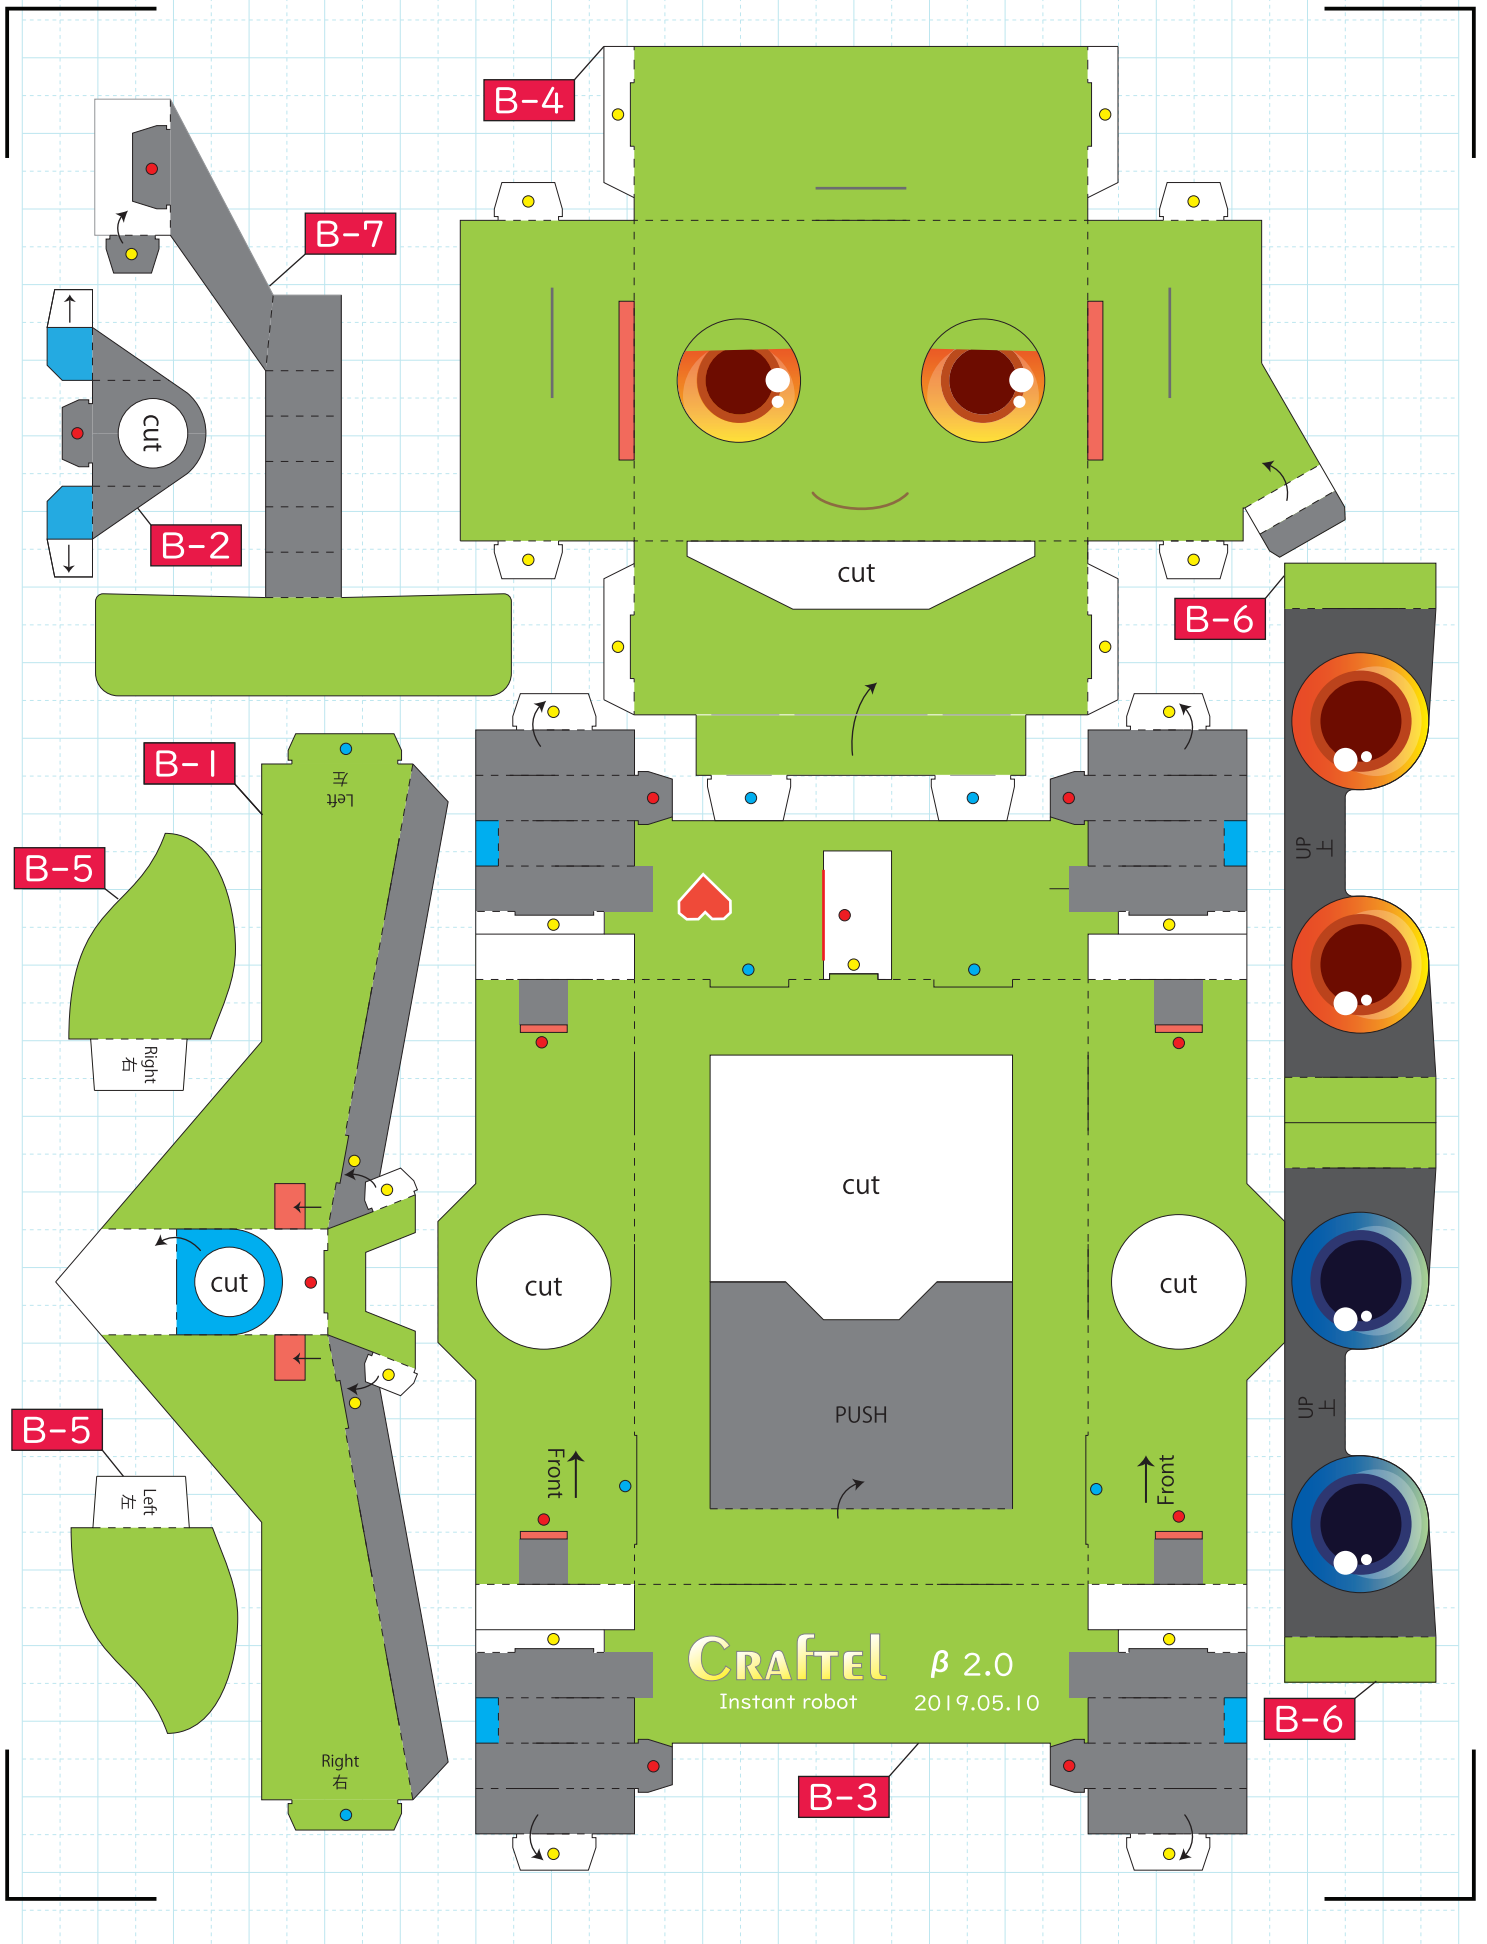 B-4
B-7
cut
B-2
cut
B-6
B-1
左
Left
B-5
UP
上
Right
右
cut
cut
cut
cut
PUSH
B-5
UP
上
Front
Front
Left
左
CRAFTEL
β 2.0
Instant robot
2019.05.10
B-6
Right
右
B-3